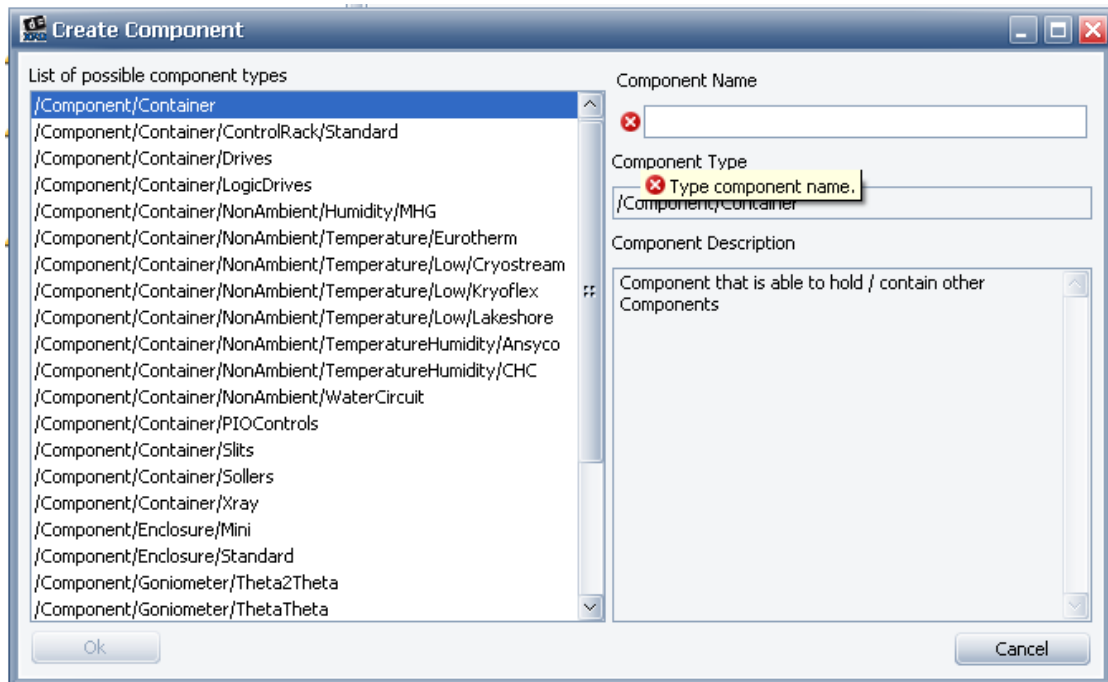 Create Component
List of possible component types
/Component/Container
/Component/Container/ControlRack/Standard
/Component/Container/Drives
/Component/Container/LogicDrives
/Component/Container/NonAmbient/Humidity/MHG
/Component/Container/NonAmbient/Temperature/Eurotherm
/Component/Container/NonAmbient/Temperature/Low/Cryostream
/Component/Container/NonAmbient/Temperature/Low/Kryoflex
/Component/Container/NonAmbient/Temperature/Low/Lakeshore
/Component/Container/NonAmbient/TemperatureHumidity/Ansyco
/Component/Container/NonAmbient/TemperatureHumidity/CHC
/Component/Container/NonAmbient/WaterCircuit
/Component/Container/PIOControls
/Component/Container/Slits
/Component/Container/Sollers
/Component/Container/Xray
/Component/Enclosure/Mini
/Component/Enclosure/Standard
/Component/Goniometer/Theta2Theta
/Component/Goniometer/ThetaTheta
Component Name
Component Type
Type component name.
/Component/Container
Component Description
Component that is able to hold / contain other
Components
Ok
Cancel